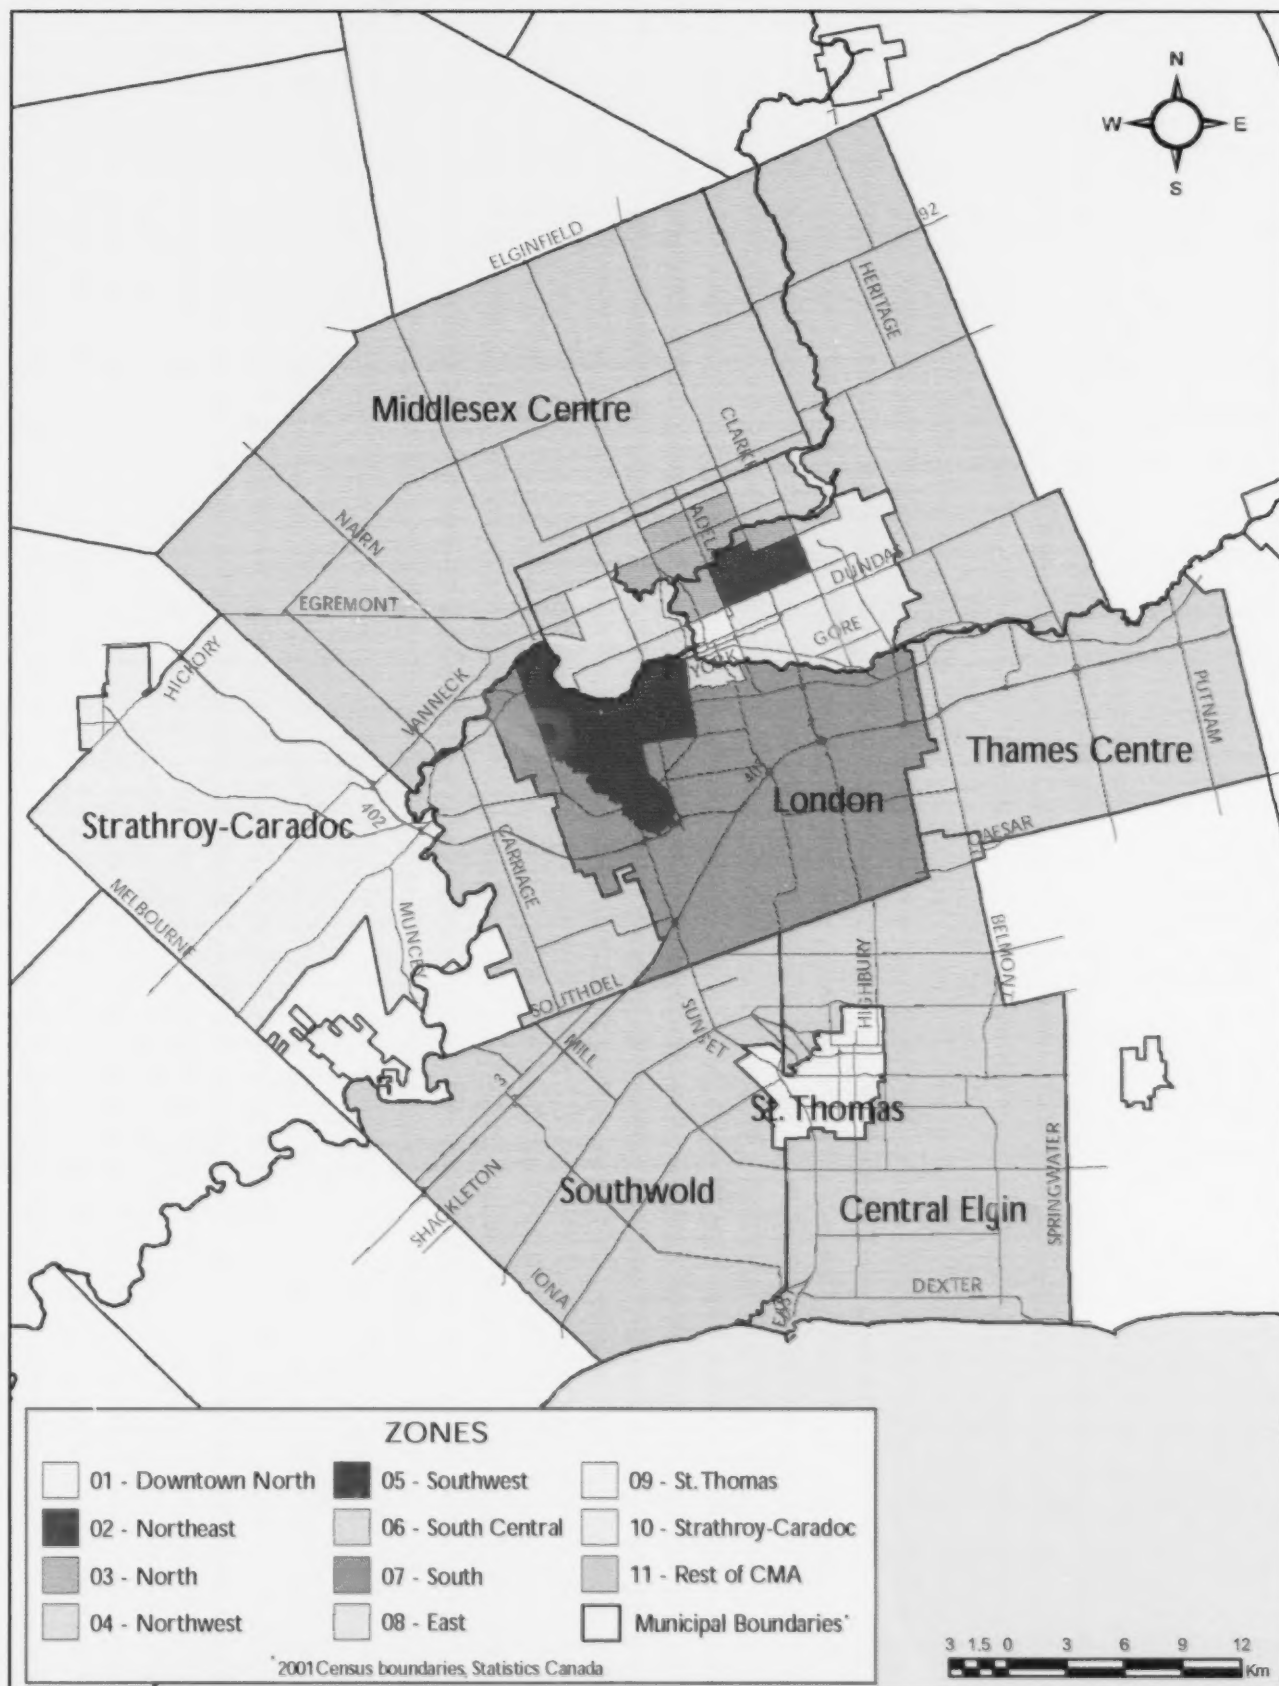 N
W E
S
92
ELGINFIELD
HERITAGE
Middlesex Centre
CLARKE
NAIRN
ADEL
DUNDAS
EGREMONT
GORE
HICKORY
YORK
VANNECK
PUTNAM
Thames Centre
London
402
Strathroy-Caradoc
CARRIAGE
MELBOURNE
MUNCEY
BELMONT
HIGHBURY
SOUTHDEL
SUNSET
MILL
3
St. Thomas
SPRINGWATER
SHACKLETON
Southwold
Central Elgin
IONA
DEXTER
EAST
ZONES
01 - Downtown North 05 - Southwest 09 - St. Thomas
02 - Northeast 06 - South Central 10 - Strathroy-Caradoc
03 - North 07 - South 11 - Rest of CMA
04 - Northwest 08 - East Municipal Boundaries*
*2001 Census boundaries, Statistics Canada
3 1.5 0 3 6 9 12
Km